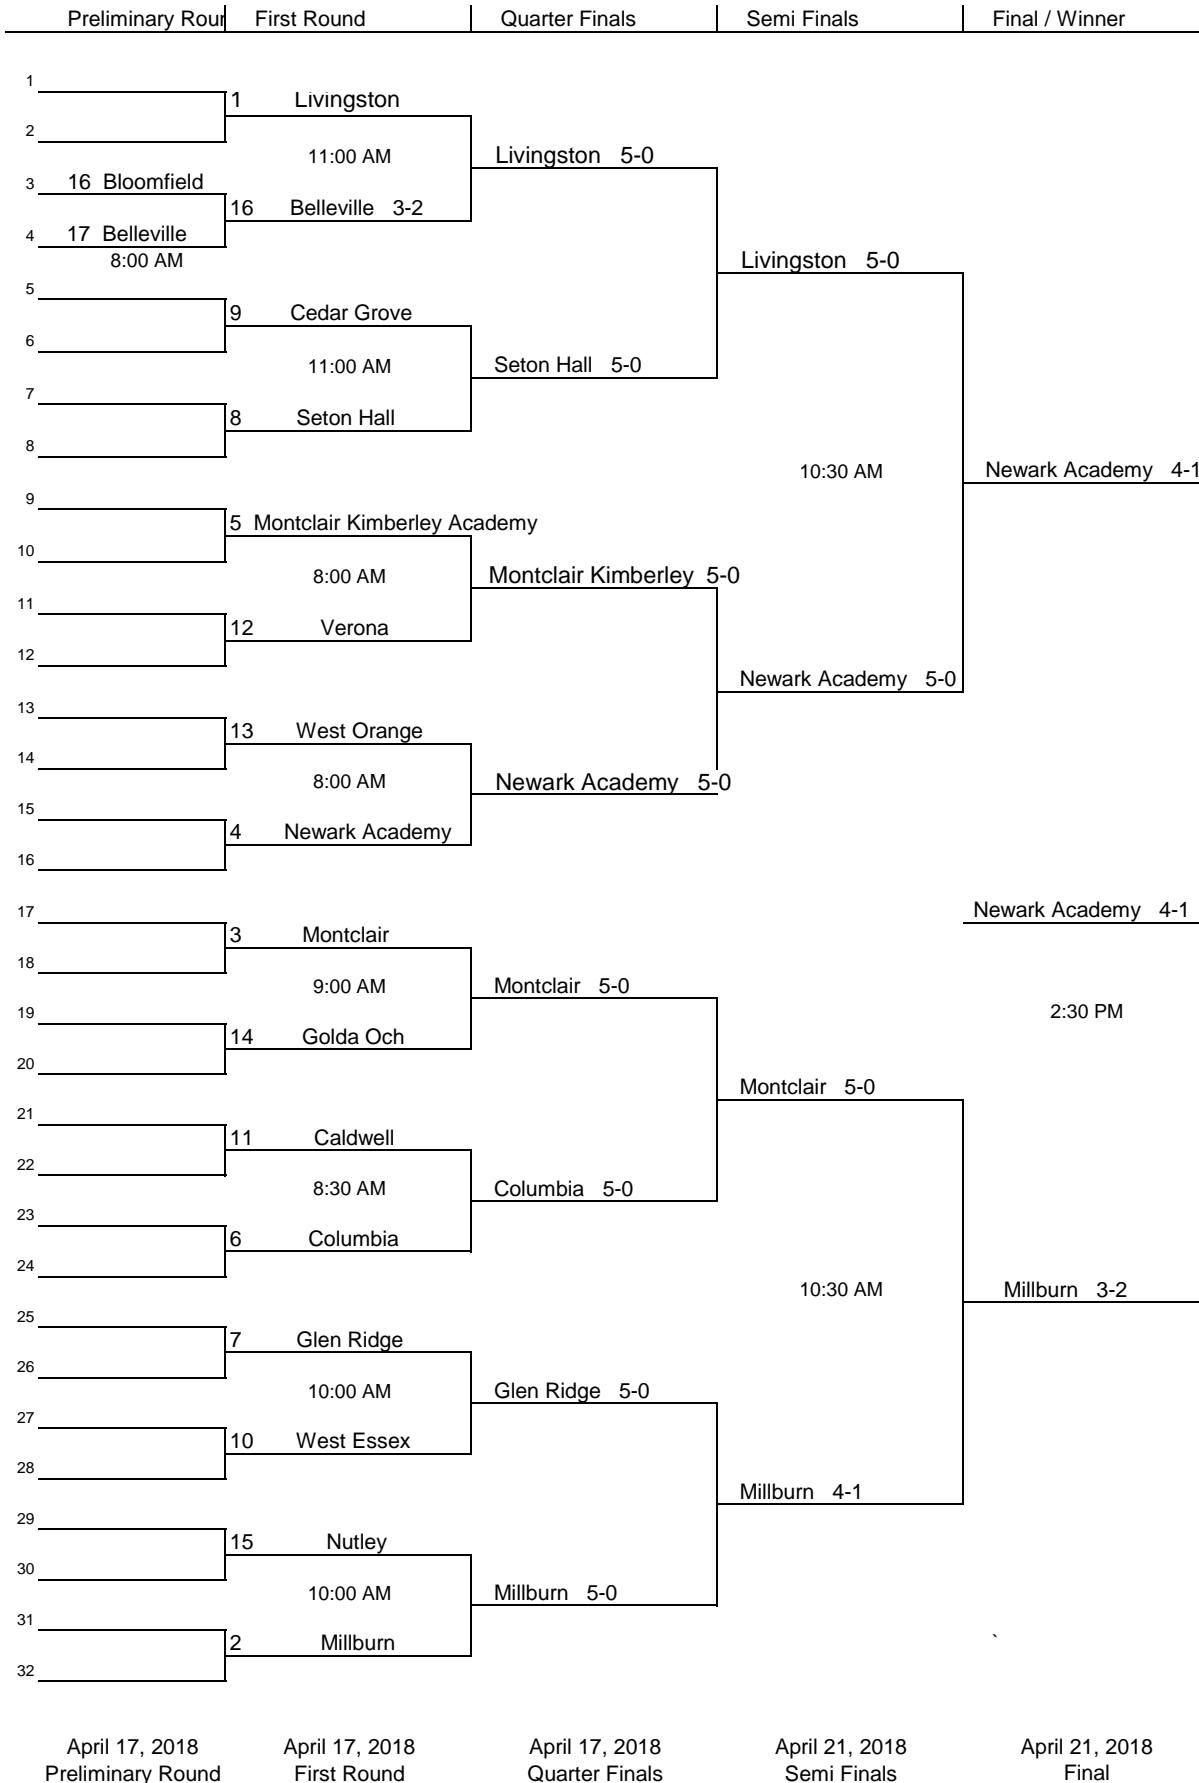 Preliminary Roun First Round Quarter Finals Semi Finals Final / Winner
1
1 Livingston
2
11:00 AM
Livingston 5-0
3 16 Bloomfield
16 Belleville 3-2
4 17 Belleville
8:00 AM
Livingston 5-0
5
9 Cedar Grove
6
11:00 AM
Seton Hall 5-0
7
8 Seton Hall
8
10:30 AM
Newark Academy 4-1
9
5 Montclair Kimberley Academy
10
8:00 AM
Montclair Kimberley 5-0
11
12 Verona
12
Newark Academy 5-0
13
13 West Orange
14
8:00 AM
Newark Academy 5-0
15
4 Newark Academy
16
17
Newark Academy 4-1
3 Montclair
18
9:00 AM
Montclair 5-0
19
2:30 PM
14 Golda Och
20
Montclair 5-0
21
11 Caldwell
22
8:30 AM
Columbia 5-0
23
6 Columbia
24
10:30 AM
Millburn 3-2
25
7 Glen Ridge
26
10:00 AM
Glen Ridge 5-0
27
10 West Essex
28
Millburn 4-1
29
15 Nutley
30
10:00 AM
Millburn 5-0
31
2 Millburn
`
32
April 17, 2018 April 17, 2018 April 17, 2018 April 21, 2018 April 21, 2018
Preliminary Round First Round Quarter Finals Semi Finals Final